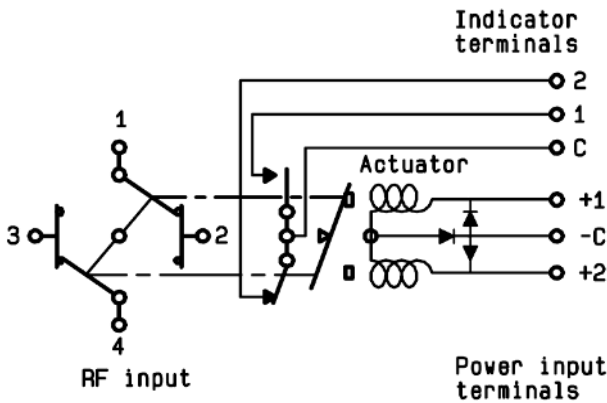 Indicator
terminals
2
1
C
1
Actuator
+1
3
2
-C
+2
4
RF input
Power input
terminals